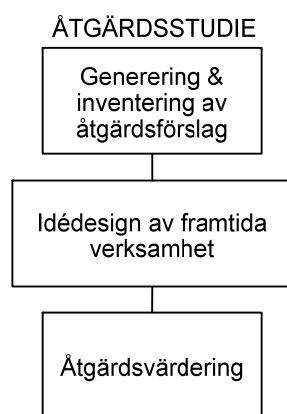 ÅTGÄRDSSTUDIE
Generering &
inventering av
åtgärdsförslag
Idédesign av framtida
verksamhet
Åtgärdsvärdering